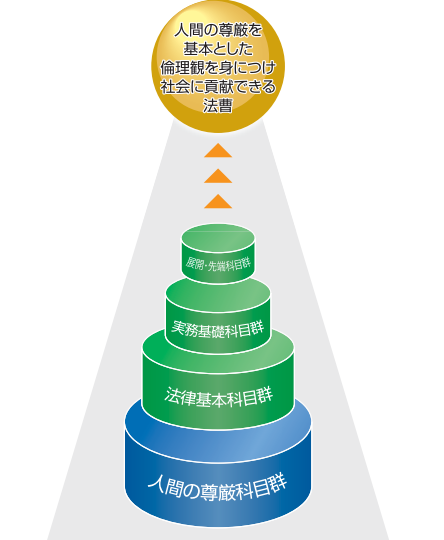 人間の尊厳を
基本とした
倫理観を身につけ
社会に貢献できる
法曹
展開・先端科目群
実務基礎科目群
法律基本科目群
人間の尊厳科目群